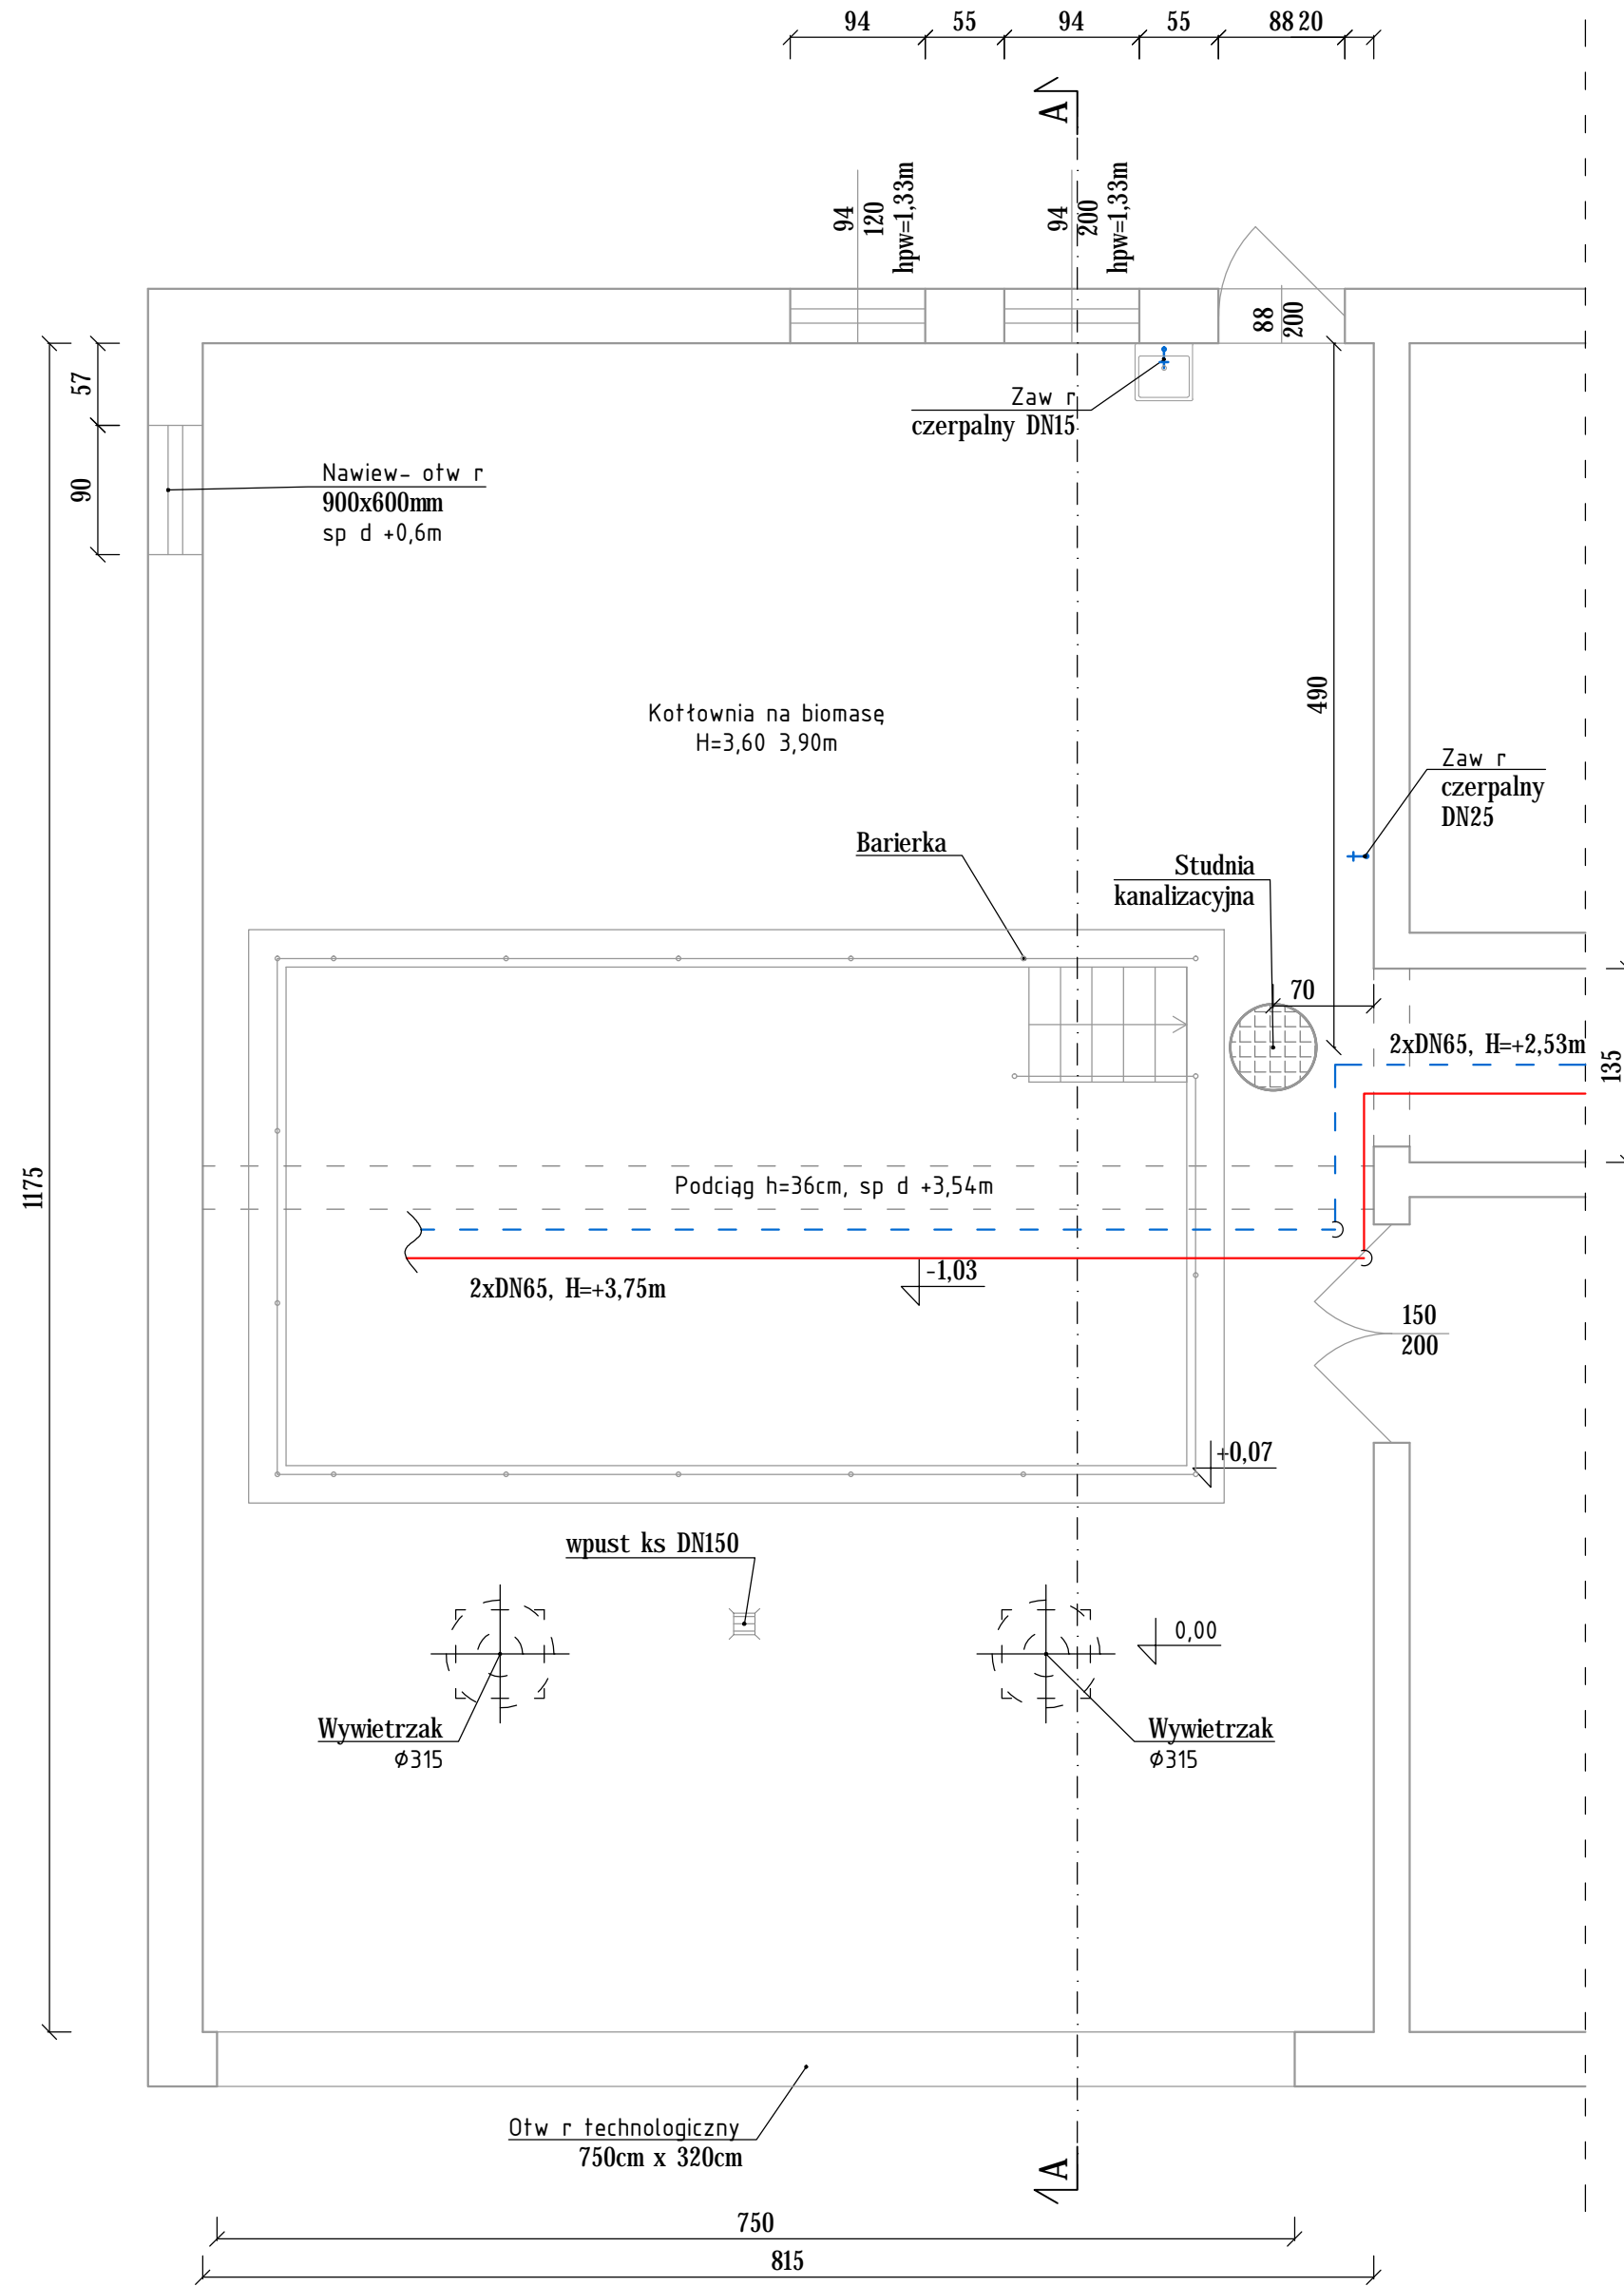 94 55 94 55 88 20
A
94
120
hpw=1,33m
94
200
hpw=1,33m
88
200
57
90
Zaw r
czerpalny DN15
Nawiew- otw r
900x600mm
sp d +0,6m
490
Kotłownia na biomasę
H=3,60 3,90m
Zaw r
czerpalny
DN25
Barierka
Studnia
kanalizacyjna
70
2xDN65, H=+2,53m
135
1175
Podciąg h=36cm, sp d +3,54m
-1,03
2xDN65, H=+3,75m
150
200
+0,07
wpust ks DN150
0,00
Wywietrzak
ϕ315
Wywietrzak
ϕ315
Otw r technologiczny
750cm x 320cm
A
750
815